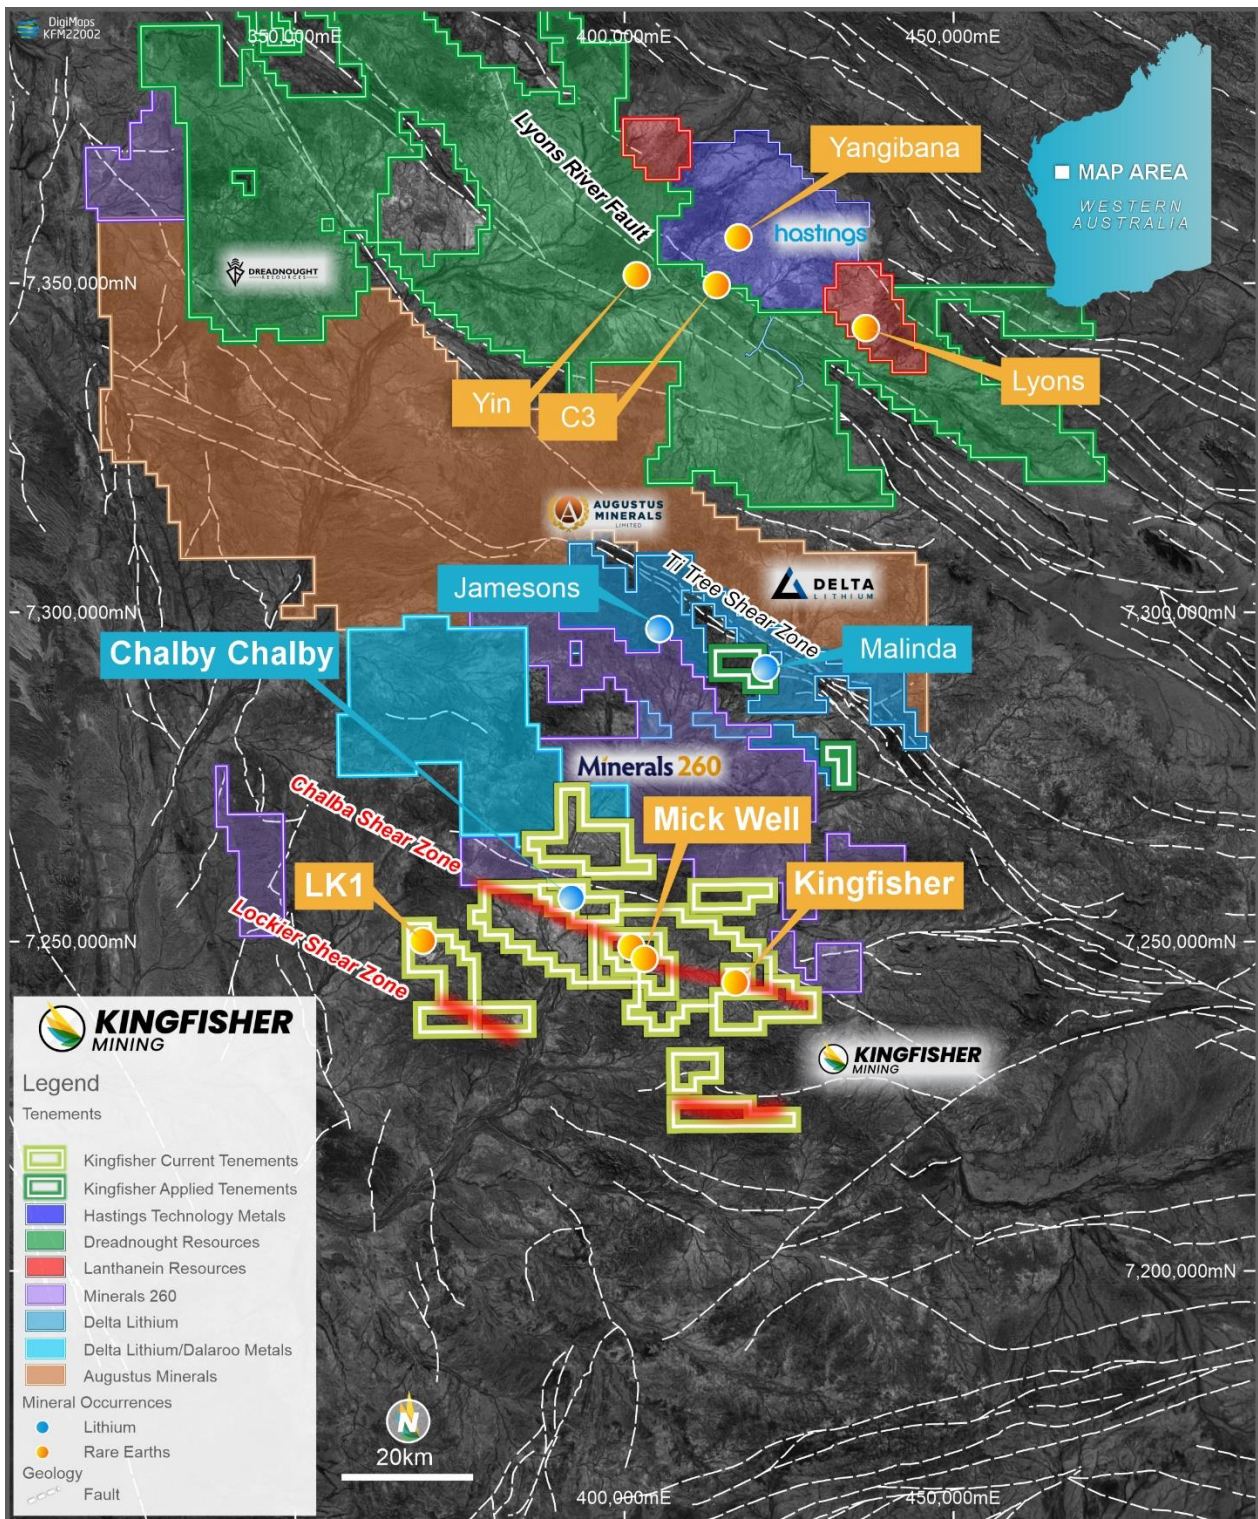 DigiMaps
KFM22002
350,000mE
400,000mE
450,000mE
MAP AREA
WESTERN
AUSTRALIA
Lyons River Fault
Yangibana
hastings
DREADNOUGHT
RESOURCES
7,350,000mN
Yin
C3
Lyons
AUGUSTUS
MINERALS
LIMITED
DELTA
LITHIUM
Ti Tree Shear Zone
Jamesons
7,300,000mN
7,300,000mN
Chalby Chalby
Malinda
Minerals 260
Chalba Shear Zone
Mick Well
LK1
Kingfisher
Lockier Shear Zone
7,250,000mN
7,250,000mN
KINGFISHER
MINING
KINGFISHER
MINING
Legend
Tenements
Kingfisher Current Tenements
Kingfisher Applied Tenements
Hastings Technology Metals
Dreadnought Resources
Lanthanein Resources
Minerals 260
Delta Lithium
Delta Lithium/Dalaroo Metals
Augustus Minerals
Mineral Occurrences
Lithium
Rare Earths
Geology
Fault
7,200,000mN
N
20km
400,000mE
450,000mE